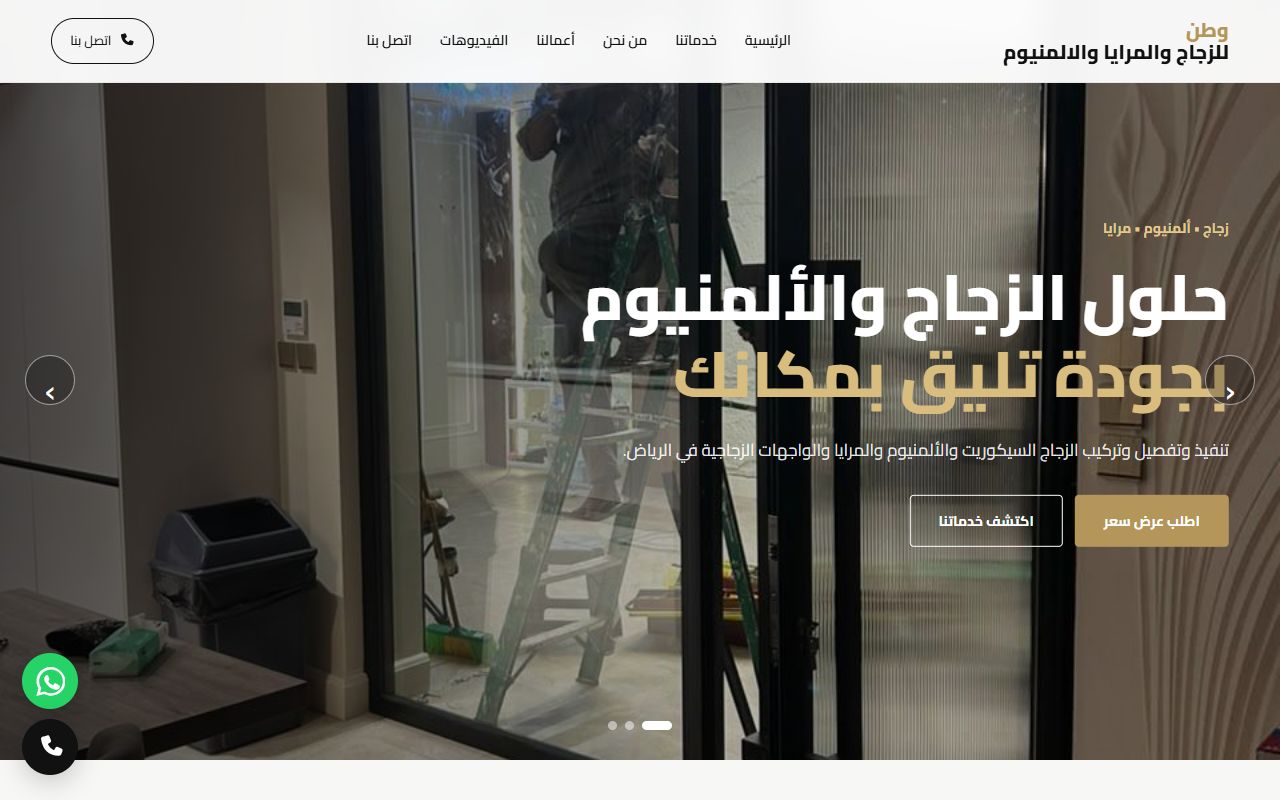 وطن
للزجاج والمرايا والالمنيوم
الرئيسية
خدماتنا
من نحن
أعمالنا
الفيديوهات
اتصل بنا
اتصل بنا
زجاج • ألمنيوم • مرايا
حلول الزجاج والألمنيوم
بجودة تليق بمكانك
تنفيذ وتفصيل وتركيب الزجاج السيكوريت والألمنيوم والمرايا والواجهات الزجاجية في الرياض.
اطلب عرض سعر
اكتشف خدماتنا